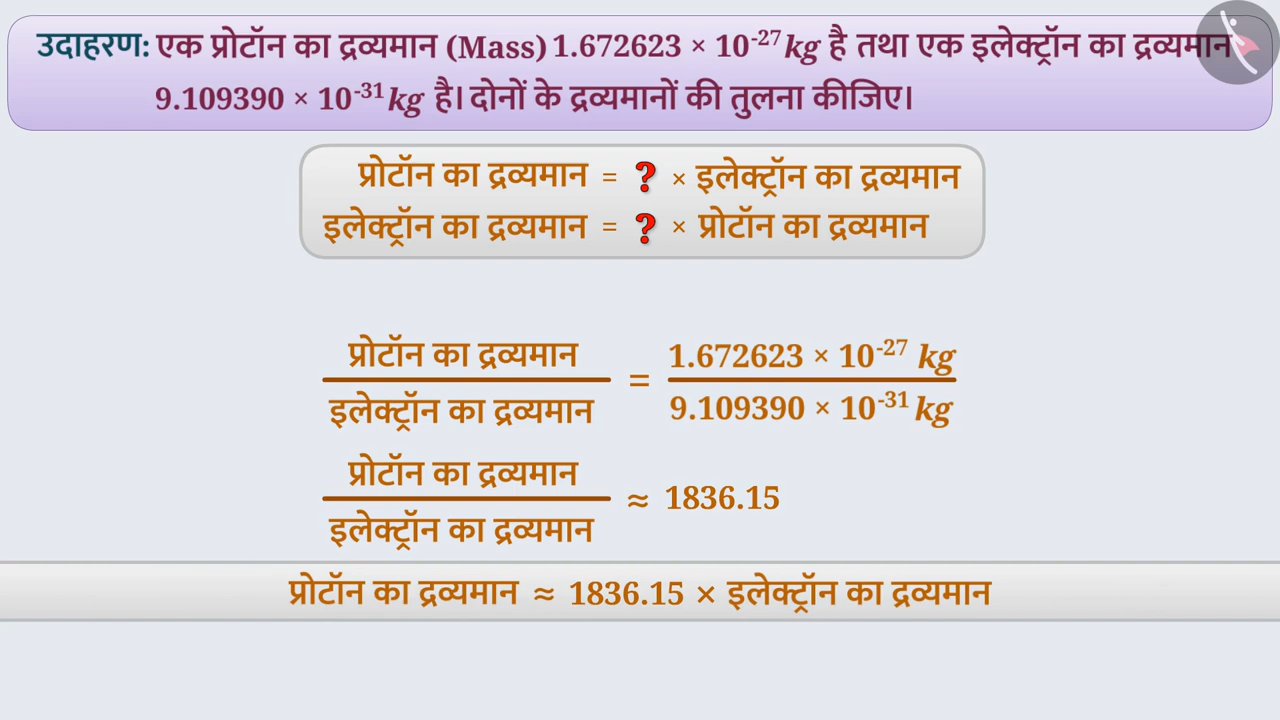 उदाहरण: एक प्रोटॉन का द्रव्यमान (Mass) 1.672623 × 10⁻²⁷ kg है तथा एक इलेक्ट्रॉन का द्रव्यमान
9.109390 × 10⁻³¹ kg है। दोनों के द्रव्यमानों की तुलना कीजिए।
प्रोटॉन का द्रव्यमान = ? × इलेक्ट्रॉन का द्रव्यमान
इलेक्ट्रॉन का द्रव्यमान = ? × प्रोटॉन का द्रव्यमान
प्रोटॉन का द्रव्यमान = 1.672623 × 10⁻²⁷ kg
इलेक्ट्रॉन का द्रव्यमान 9.109390 × 10⁻³¹ kg
प्रोटॉन का द्रव्यमान ≈ 1836.15
इलेक्ट्रॉन का द्रव्यमान
प्रोटॉन का द्रव्यमान ≈ 1836.15 × इलेक्ट्रॉन का द्रव्यमान